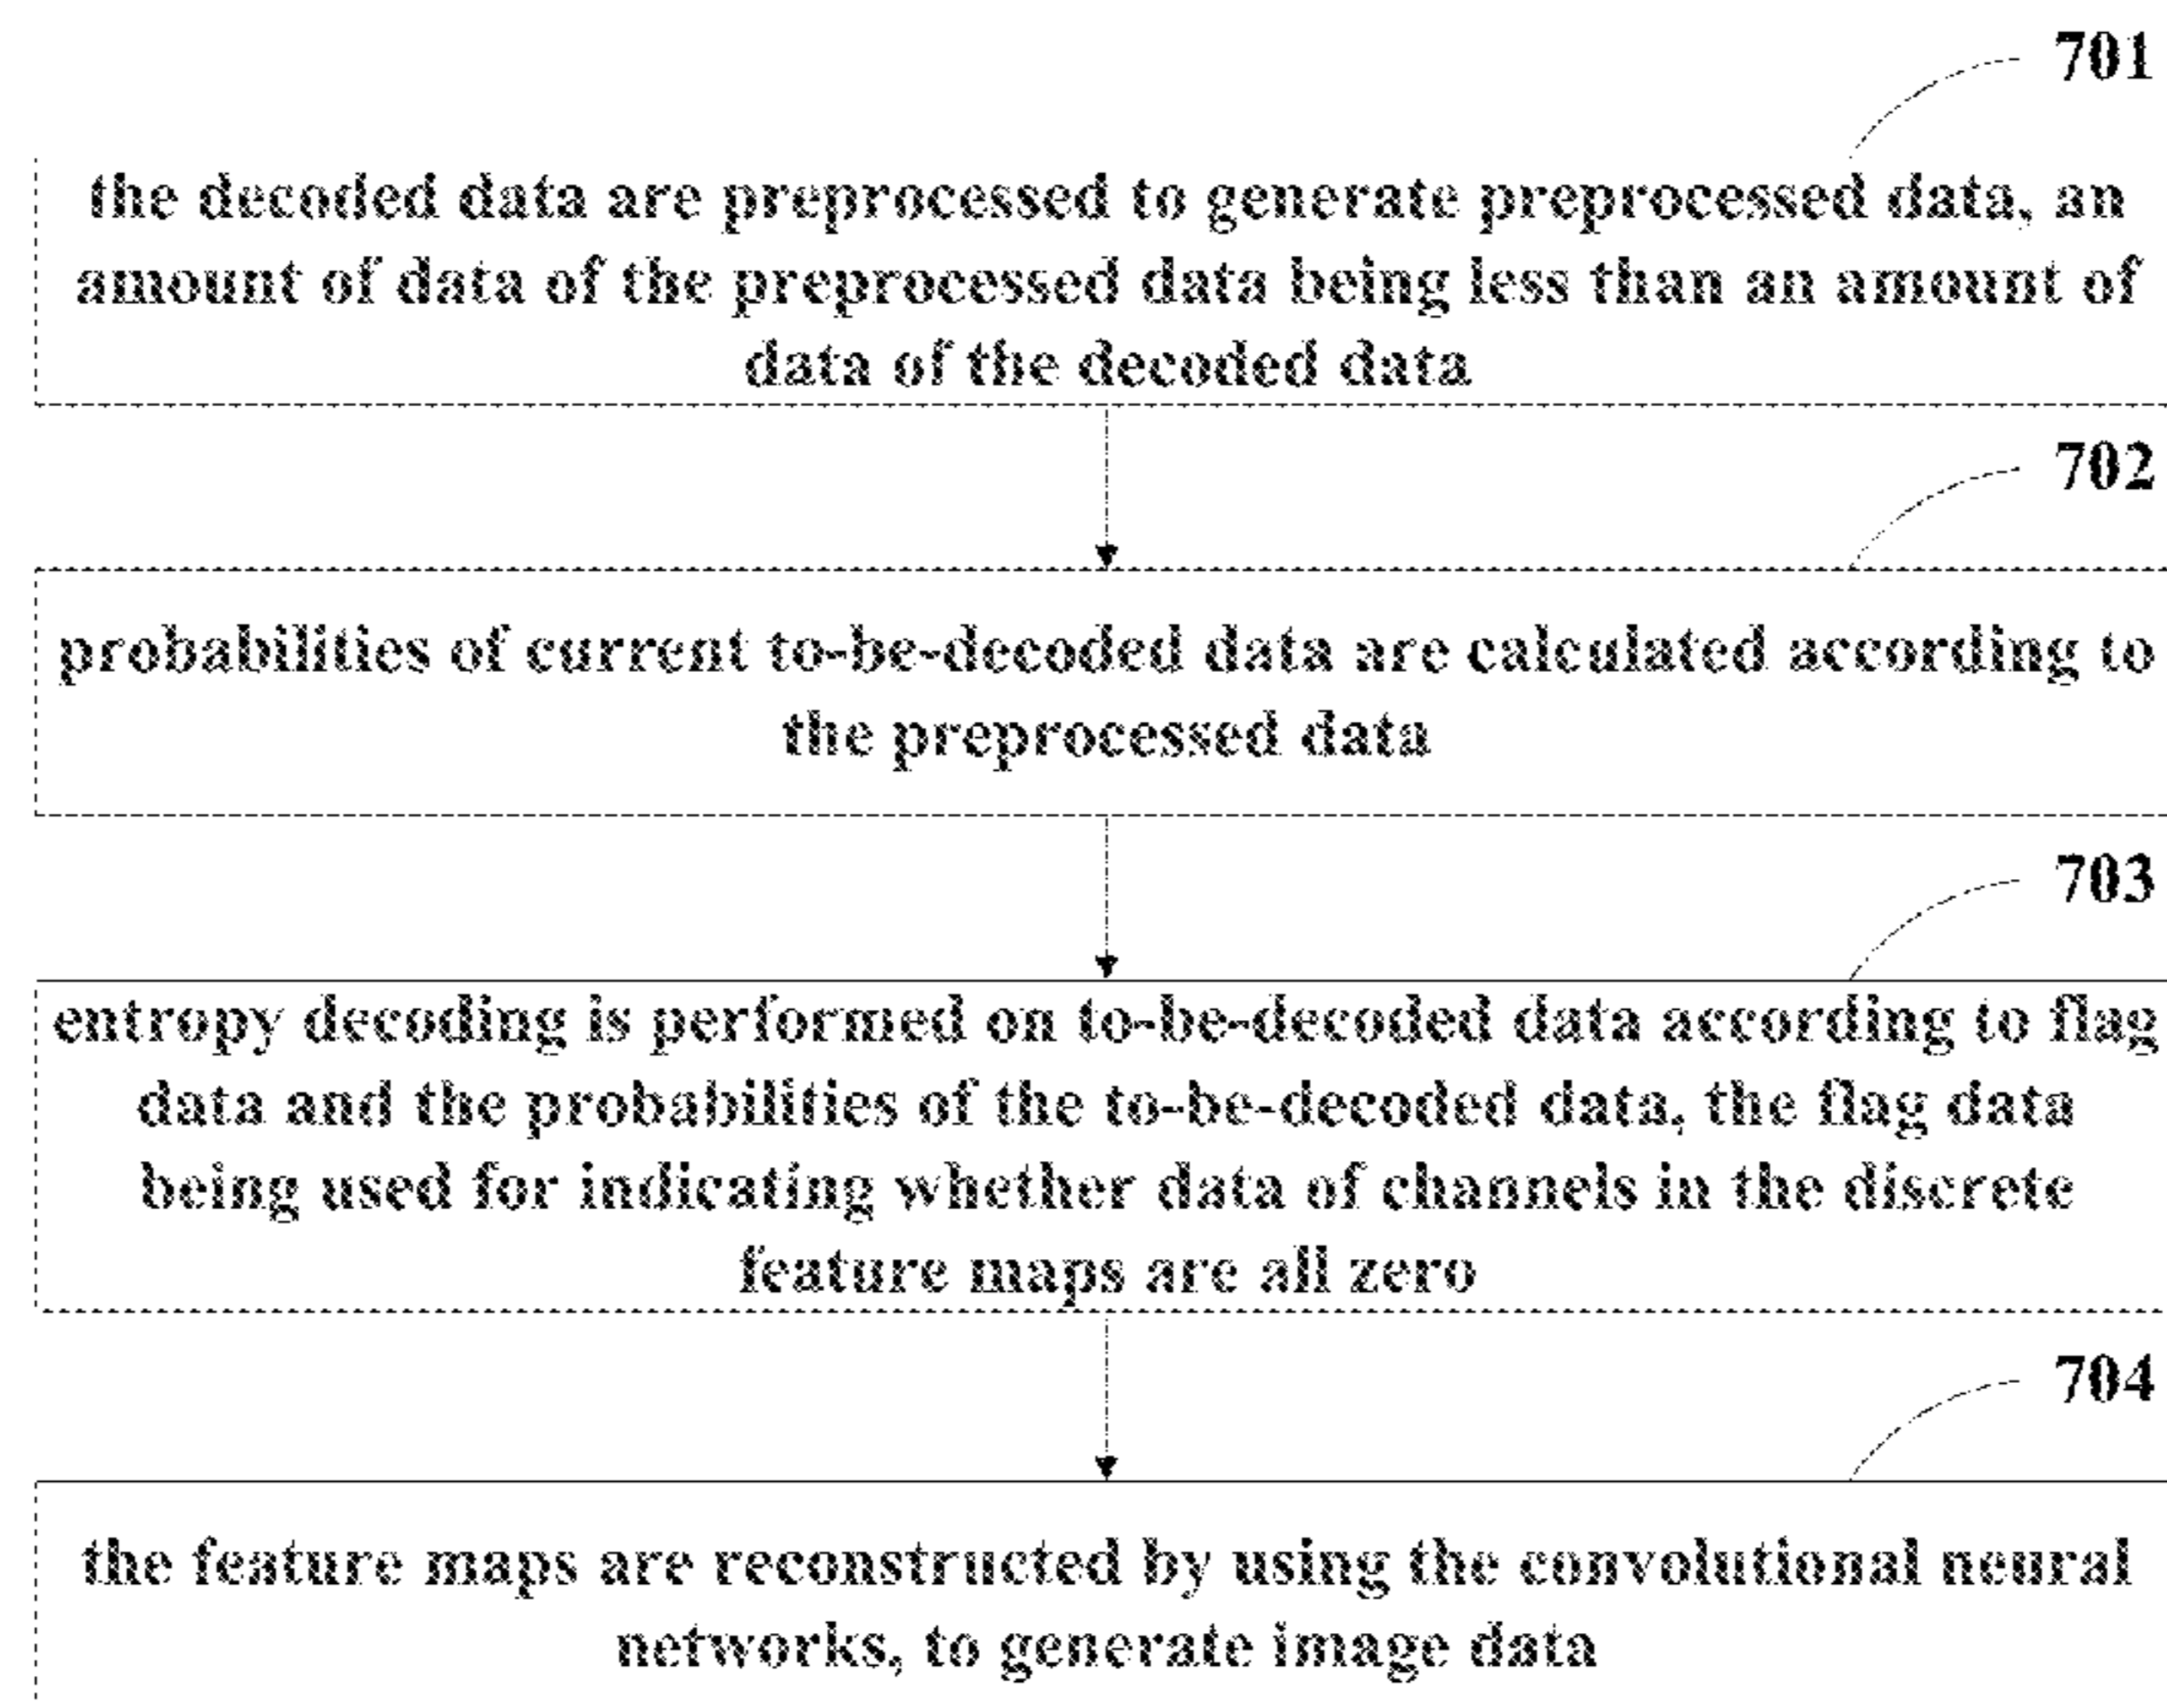 701
the decoded data are preprocessed to generate preprocessed data, an
amount of data of the preprocessed data being less than an amount of
data of the decoded data
702
probabilities of current to-be-decoded data are calculated according to
the preprocessed data
703
entropy decoding is performed on to-be-decoded data according to flag
data and the probabilities of the to-be-decoded data, the flag data
being used for indicating whether data of channels in the discrete
feature maps are all zero
704
the feature maps are reconstructed by using the convolutional neural
networks, to generate image data